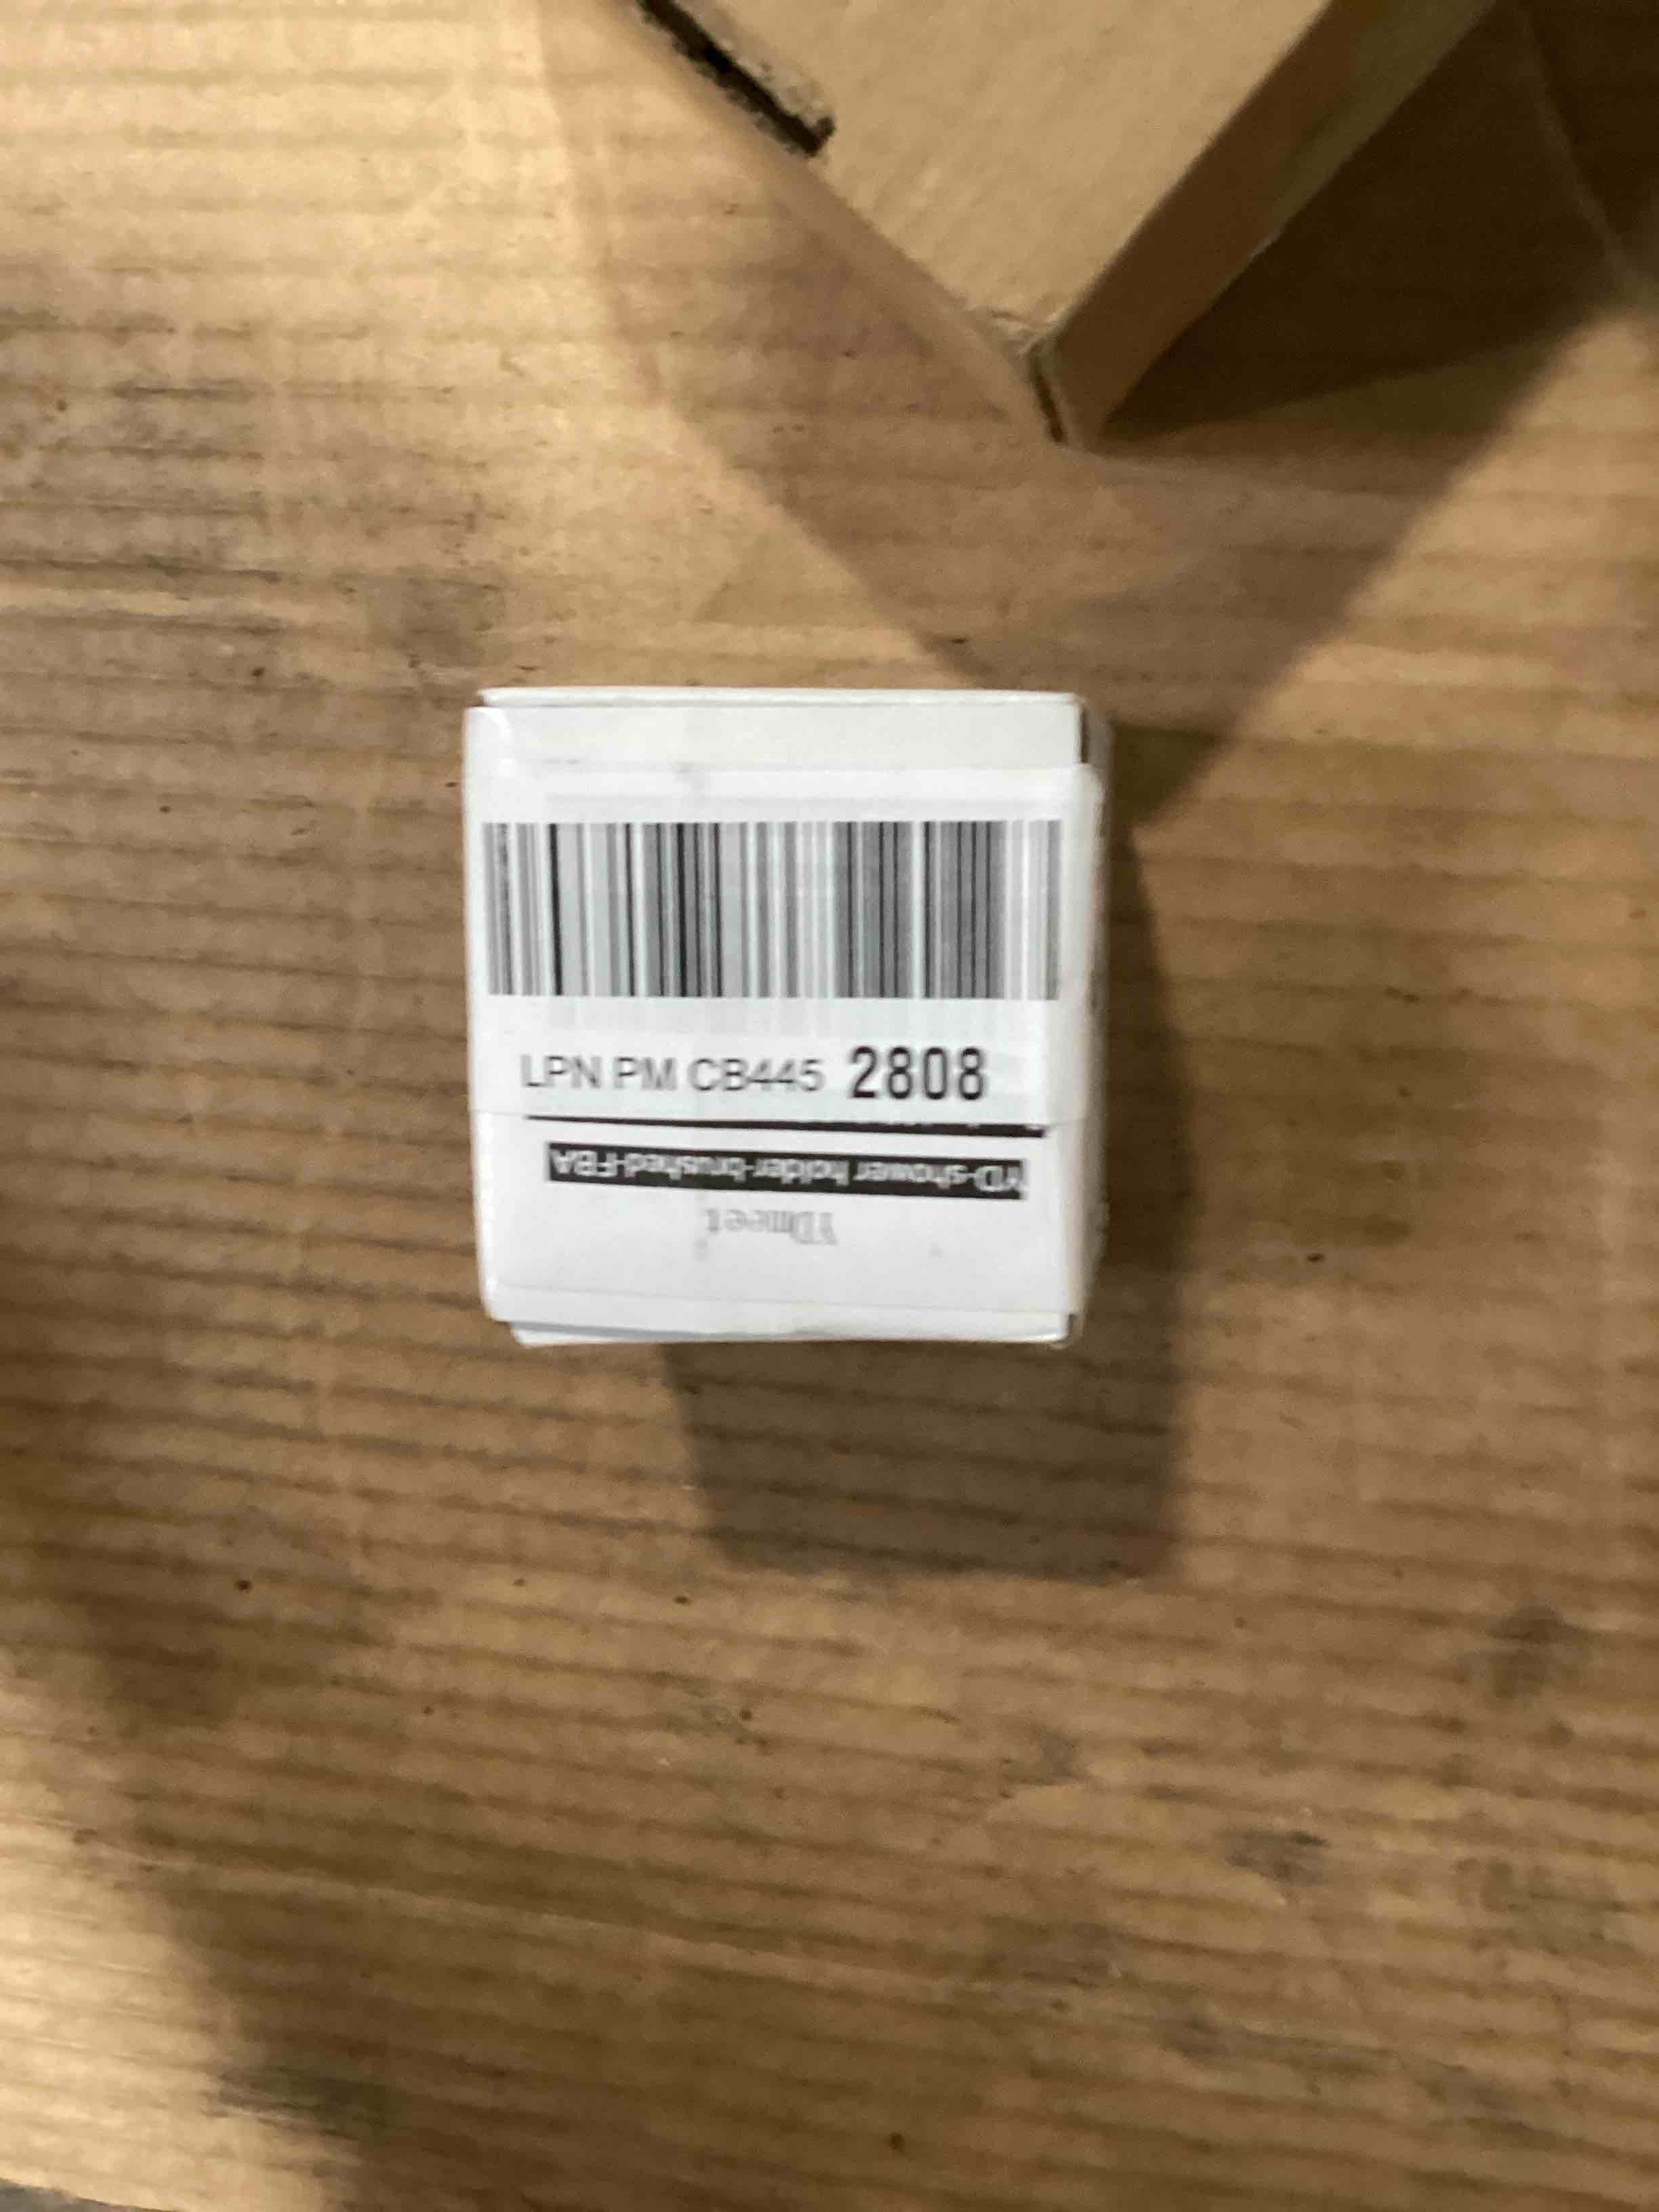 LPN PM CB445 2808
YD-shower holder-brushed-FBA
YDmeet